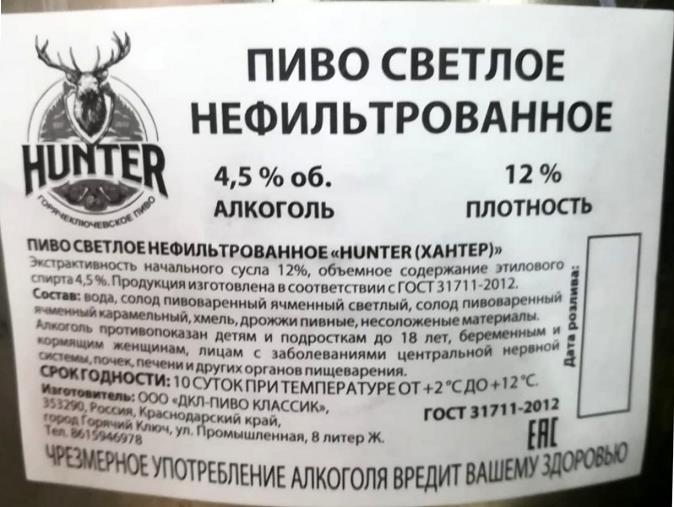 ПИВО СВЕТЛОЕ
НЕФИЛЬТРОВАННОЕ
HUNTER
ГОРЯЧЕКЛЮЧЕВСКОЕ ПИВО
4,5 % об.
АЛКОГОЛЬ
12 %
ПЛОТНОСТЬ
ПИВО СВЕТЛОЕ НЕФИЛЬТРОВАННОЕ «HUNTER (ХАНТЕР)»
Экстрактивность начального сусла 12%, объемное содержание этилового
спирта 4,5%. Продукция изготовлена в соответствии с ГОСТ 31711-2012.
Состав: вода, солод пивоваренный ячменный светлый, солод пивоваренный
ячменный карамельный, хмель, дрожжи пивные, несоложеные материалы.
Алкоголь противопоказан детям и подросткам до 18 лет, беременным и
кормящим женщинам, лицам с заболеваниями центральной нервной
системы, почек, печени и других органов пищеварения.
СРОК ГОДНОСТИ: 10 СУТОК ПРИ ТЕМПЕРАТУРЕ ОТ +2 °С ДО +12 °С.
Изготовитель: ООО «ДКЛ-ПИВО КЛАССИК»,
353290, Россия, Краснодарский край,
город Горячий Ключ, ул. Промышленная, 8 литер Ж.
Тел. 8615946978
ГОСТ 31711-2012
EAC
Дата розлива:
ЧРЕЗМЕРНОЕ УПОТРЕБЛЕНИЕ АЛКОГОЛЯ ВРЕДИТ ВАШЕМУ ЗДОРОВЬЮ